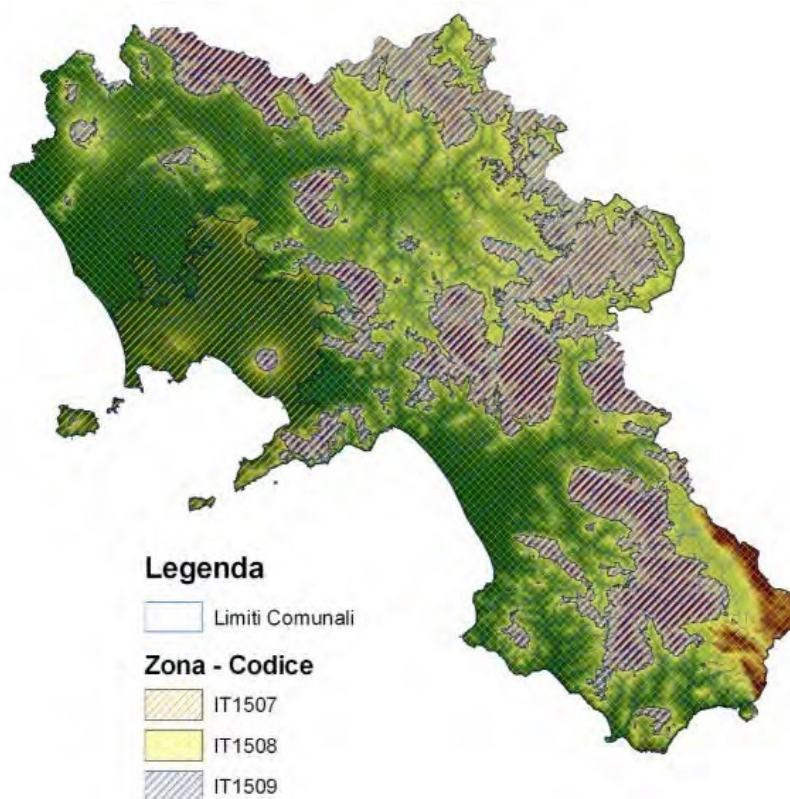 Legenda
Limiti Comunali
Zona - Codice
IT1507
IT1508
IT1509